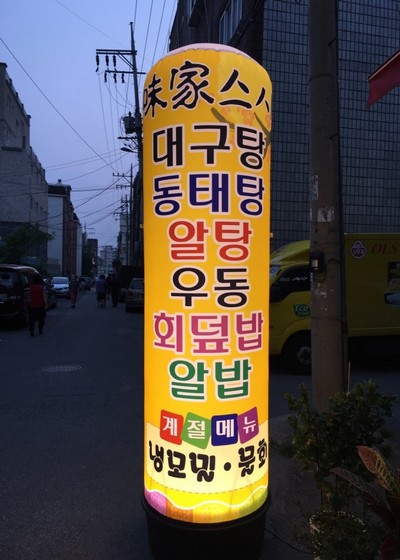 味家스시
대구탕
동태탕
알탕
우동
회덮밥
알밥
계절메뉴
냉모밀·물회